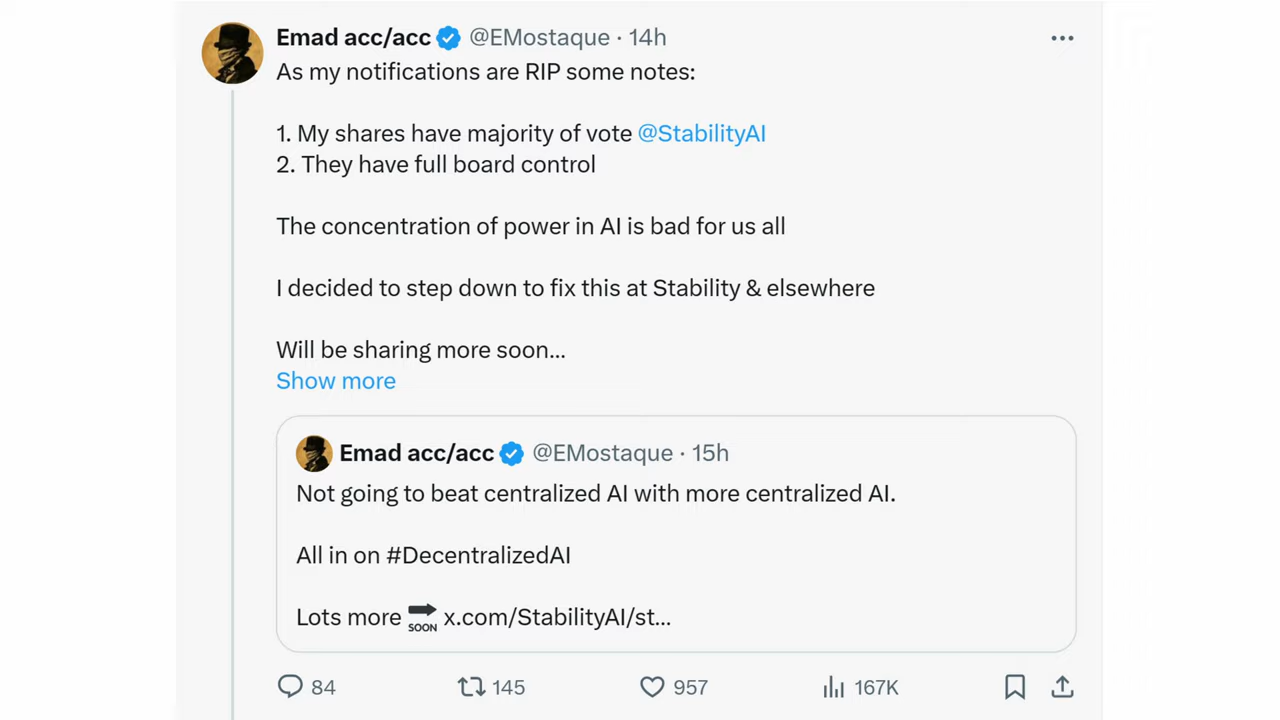 Emad acc/acc @EMostaque · 14h
As my notifications are RIP some notes:
1. My shares have majority of vote @StabilityAI
2. They have full board control
The concentration of power in AI is bad for us all
I decided to step down to fix this at Stability & elsewhere
Will be sharing more soon...
Show more
Emad acc/acc @EMostaque · 15h
Not going to beat centralized AI with more centralized AI.
All in on #DecentralizedAI
Lots more 🔜 x.com/StabilityAI/st...
84 145 957 167K